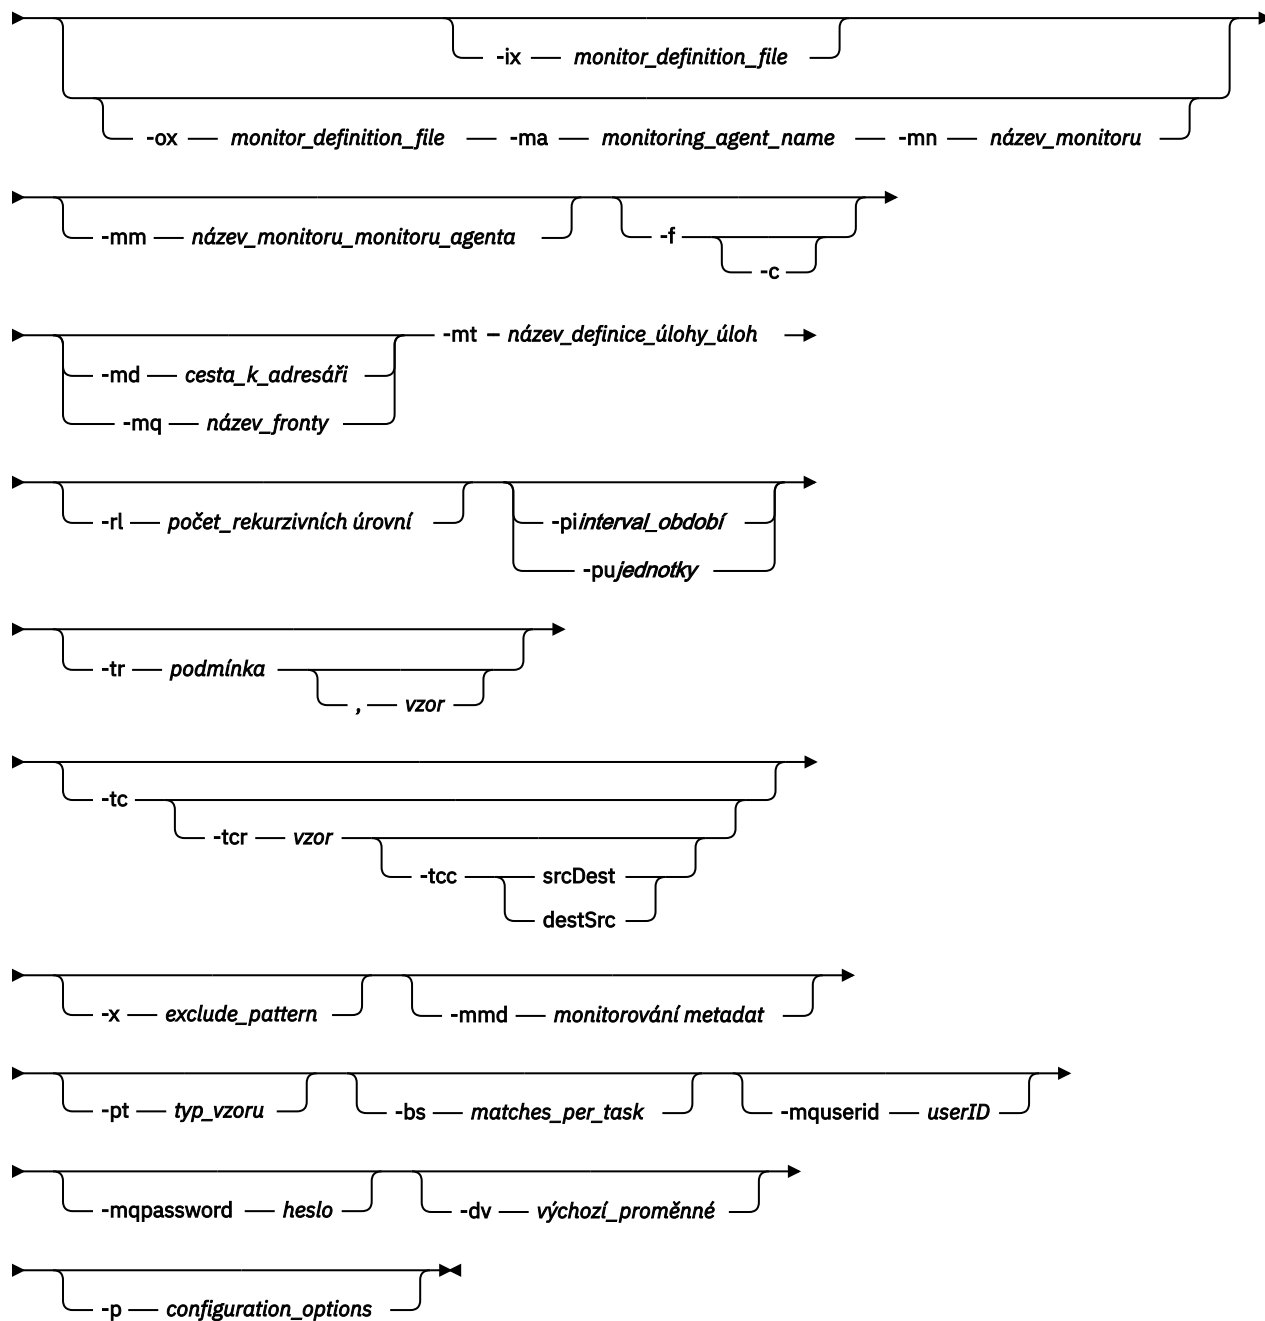 -ix monitor_definition_file
-ox monitor_definition_file -ma monitoring_agent_name -mn název_monitoru
-mm název_monitoru_monitoru_agenta -f
-c
-mt název_definice_úlohy_úloh
-md cesta_k_adresáři
-mq název_fronty
-rl počet_rekurzivních úrovní -piinterval_období
-pujednotky
-tr podmínka
, vzor
-tc
-tcr vzor
-tcc srcDest
destSrc
-x exclude_pattern -mmd monitorování metadat
-pt typ_vzoru -bs matches_per_task -mquserid userID
-mqpassword heslo -dv výchozí_proměnné
-p configuration_options